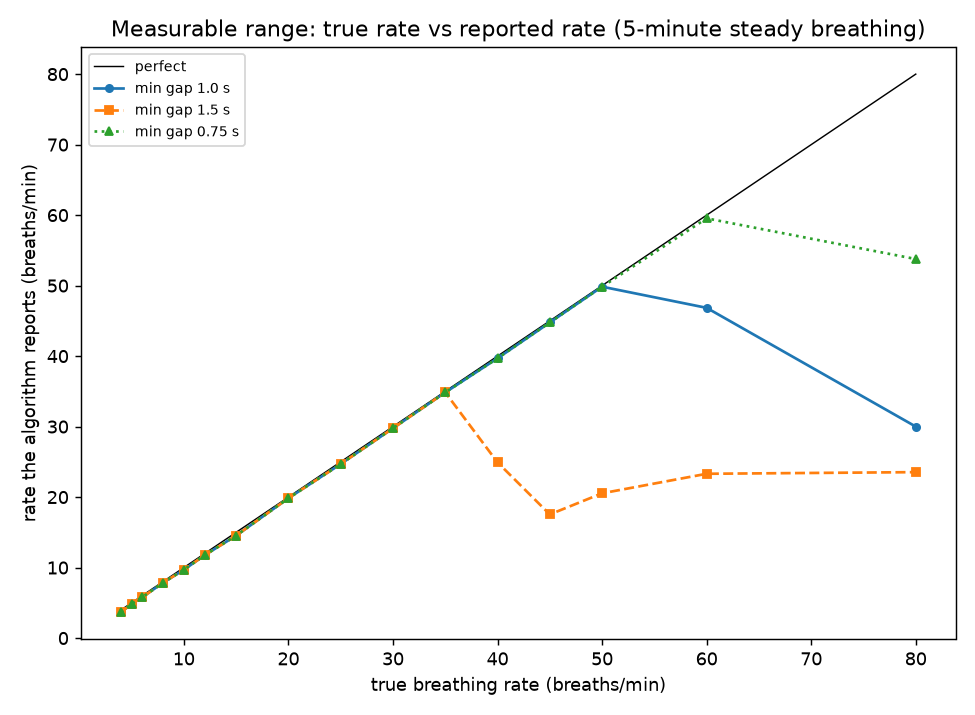 Measurable range: true rate vs reported rate (5-minute steady breathing)
perfect
min gap 1.0 s
min gap 1.5 s
min gap 0.75 s
rate the algorithm reports (breaths/min)
80
70
60
50
40
30
20
10
0
10 20 30 40 50 60 70 80
true breathing rate (breaths/min)